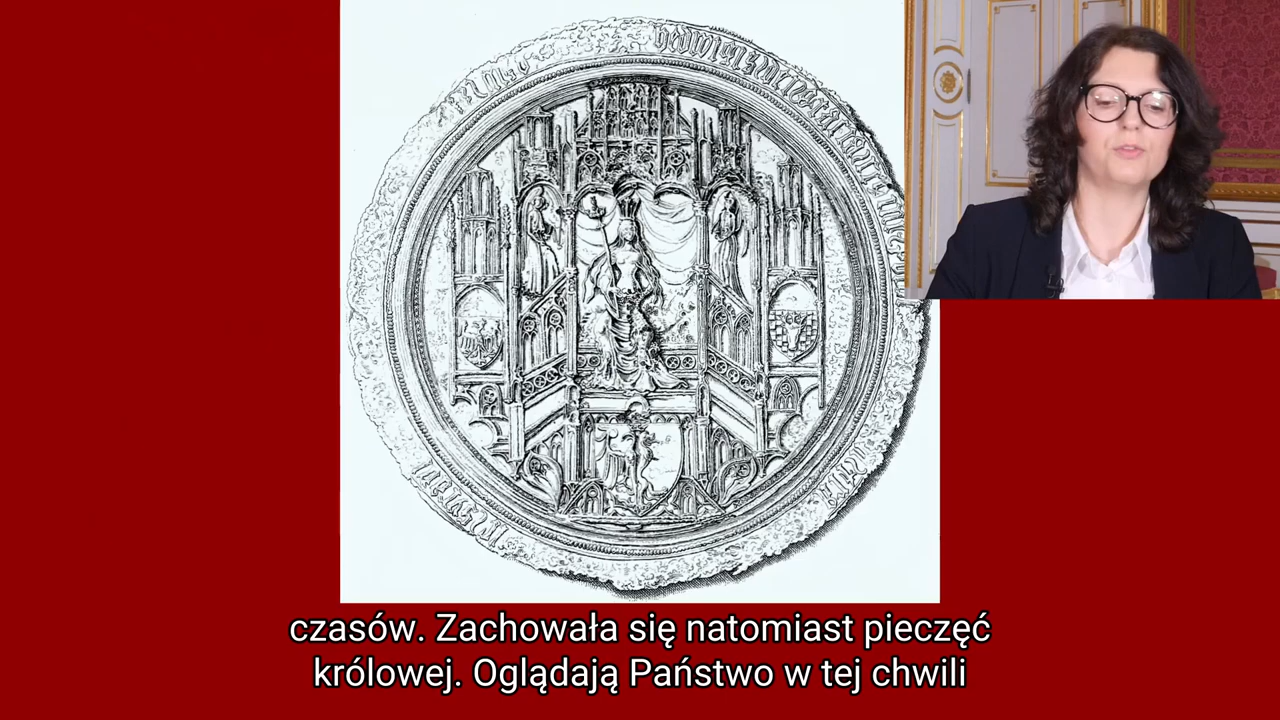 czasów. Zachowała się natomiast pieczęć
królowej. Oglądają Państwo w tej chwili